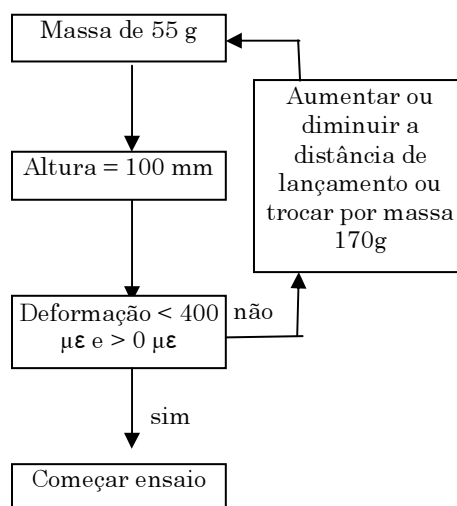 Massa de 55 g
Altura = 100 mm
Deformação < 400
με e > 0 με
não
Aumentar ou
diminuir a
distância de
lançamento ou
trocar por massa
170g
sim
Começar ensaio